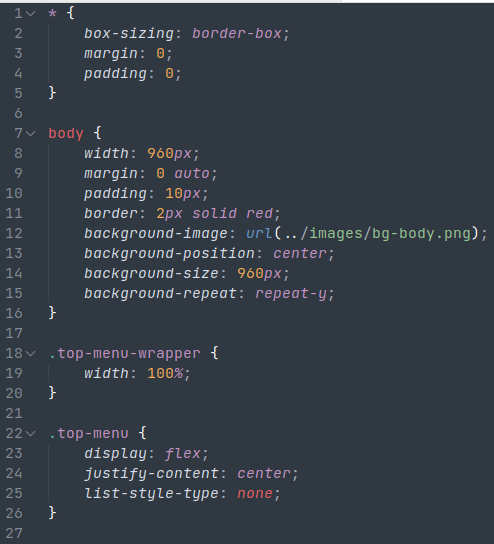 1 * {
2 box-sizing: border-box;
3 margin: 0;
4 padding: 0;
5 }
6
7 body {
8 width: 960px;
9 margin: 0 auto;
10 padding: 10px;
11 border: 2px solid red;
12 background-image: url(../images/bg-body.png);
13 background-position: center;
14 background-size: 960px;
15 background-repeat: repeat-y;
16 }
17
18 .top-menu-wrapper {
19 width: 100%;
20 }
21
22 .top-menu {
23 display: flex;
24 justify-content: center;
25 list-style-type: none;
26 }
27